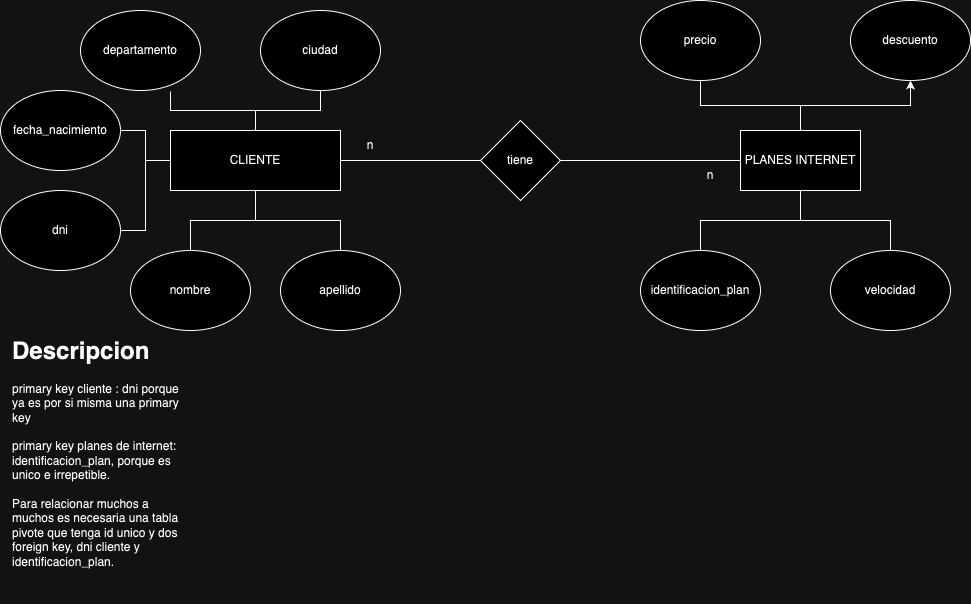 departamento
ciudad
precio
descuento
fecha_nacimiento
CLIENTE
n
tiene
n
PLANES INTERNET
dni
nombre
apellido
identificacion_plan
velocidad
Descripcion
primary key cliente : dni porque
ya es por si misma una primary
key
primary key planes de internet:
identificacion_plan, porque es
unico e irrepetible.
Para relacionar muchos a
muchos es necesaria una tabla
pivote que tenga id unico y dos
foreign key, dni cliente y
identificacion_plan.